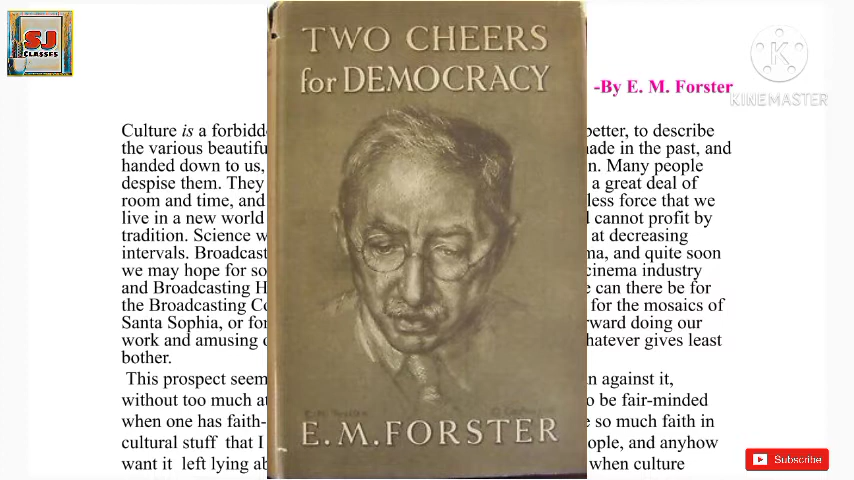 SJ
CLASSES
TWO CHEERS
for DEMOCRACY
-By E. M. Forster
KINEMASTER
Culture is a forbidd etter, to describe
the various beautifu ade in the past, and
handed down to us, n. Many people
despise them. They a great deal of
room and time, and less force that we
live in a new world cannot profit by
tradition. Science w at decreasing
intervals. Broadcast ma, and quite soon
we may hope for so cinema industry
and Broadcasting H e can there be for
the Broadcasting Co for the mosaics of
Santa Sophia, or for rward doing our
work and amusing o hatever gives least
bother.
This prospect seem n against it,
without too much at o be fair-minded
when one has faith- e so much faith in
cultural stuff that I ople, and anyhow
want it left lying ab when culture
E.M.FORSTER
Subscribe